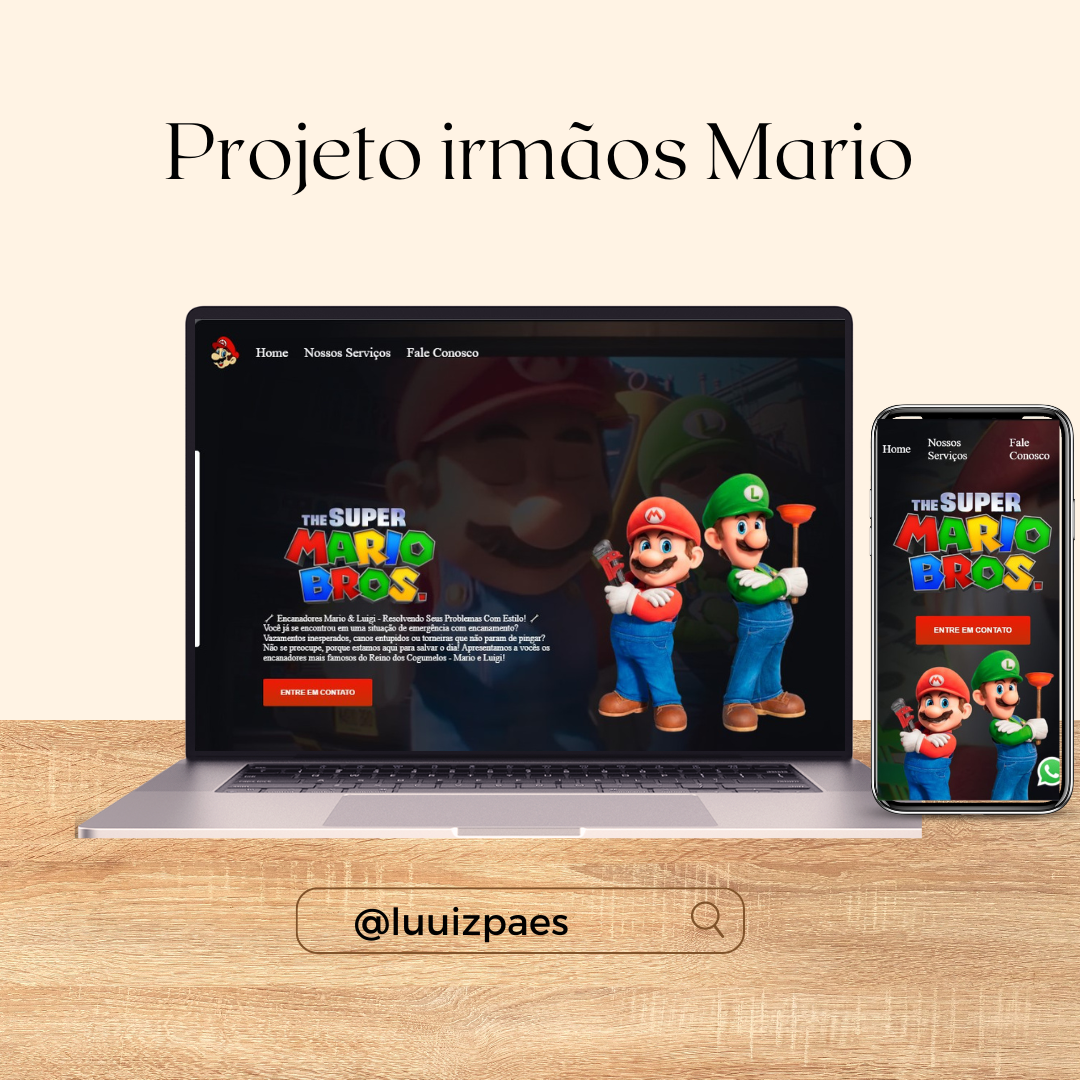 Projeto irmãos Mario
Home Nossos Serviços Fale Conosco
THE SUPER
MARIO
BROS.
Encanadores Mario & Luigi - Resolvendo Seus Problemas Com Estilo!
Você já se encontrou em uma situação de emergência com encanamento?
Vazamentos inesperados, canos entupidos ou torneiras que não param de pingar?
Não se preocupe, porque estamos aqui para salvar o dia! Apresentamos a vocês os
encanadores mais famosos do Reino dos Cogumelos - Mario e Luigi!
ENTRE EM CONTATO
M
L
Home Nossos Fale
Serviços Conosco
THE SUPER
MARIO
BROS.
ENTRE EM CONTATO
M
L
@luuizpaes